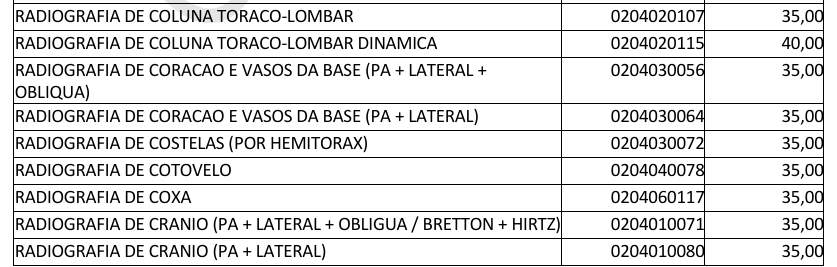 RADIOGRAFIA DE COLUNA TORACO-LOMBAR 0204020107 35,00
RADIOGRAFIA DE COLUNA TORACO-LOMBAR DINAMICA 0204020115 40,00
RADIOGRAFIA DE CORACAO E VASOS DA BASE (PA + LATERAL + 0204030056 35,00
OBLIQUA)
RADIOGRAFIA DE CORACAO E VASOS DA BASE (PA + LATERAL) 0204030064 35,00
RADIOGRAFIA DE COSTELAS (POR HEMITORAX) 0204030072 35,00
RADIOGRAFIA DE COTOVELO 0204040078 35,00
RADIOGRAFIA DE COXA 0204060117 35,00
RADIOGRAFIA DE CRANIO (PA + LATERAL + OBLIGUA / BRETTON + HIRTZ) 0204010071 35,00
RADIOGRAFIA DE CRANIO (PA + LATERAL) 0204010080 35,00